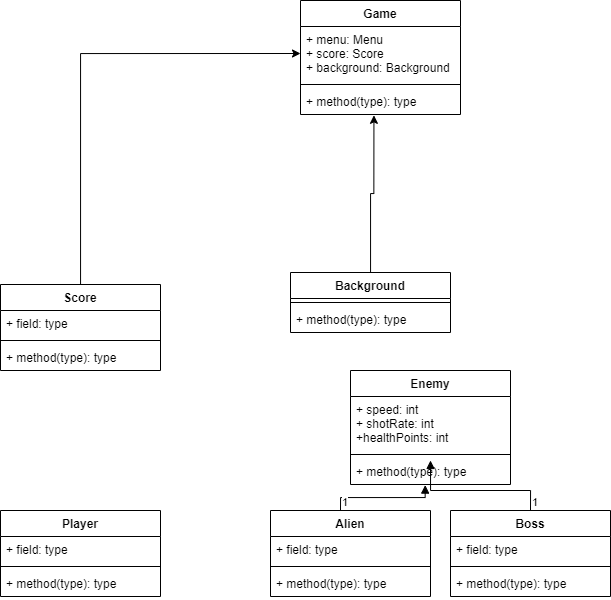 Game
+ menu: Menu
+ score: Score
+ background: Background
+ method(type): type
Score
+ field: type
+ method(type): type
Background
+ method(type): type
Enemy
+ speed: int
+ shotRate: int
+healthPoints: int
+ method(type): type
1
1
Player
+ field: type
+ method(type): type
Alien
+ field: type
+ method(type): type
Boss
+ field: type
+ method(type): type